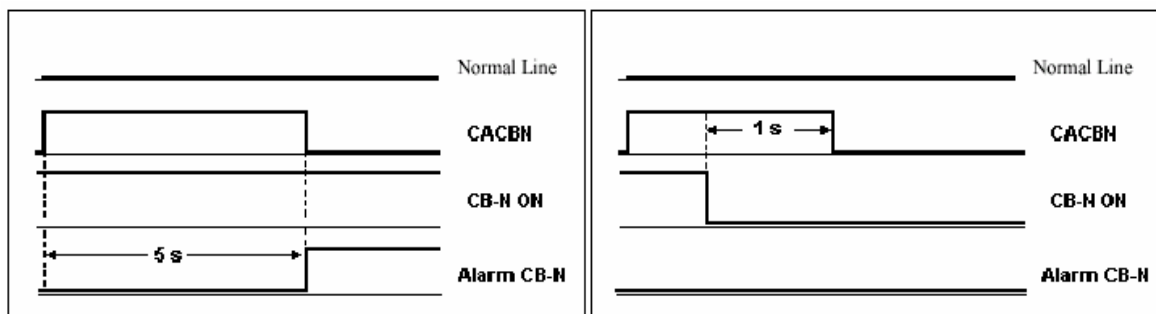 Normal Line
CACBN
CB-N ON
5 s
Alarm CB-N
Normal Line
1 s
CACBN
CB-N ON
Alarm CB-N